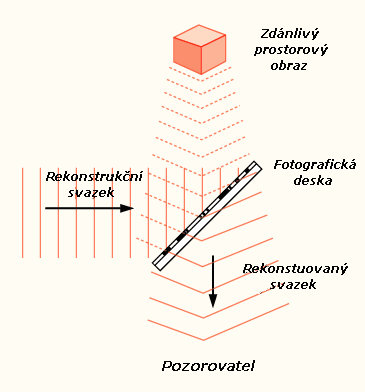 Zdánlivý
prostorový
obraz
Rekonstrukční
svazek
Fotografická
deska
Rekonstuovaný
svazek
Pozorovatel